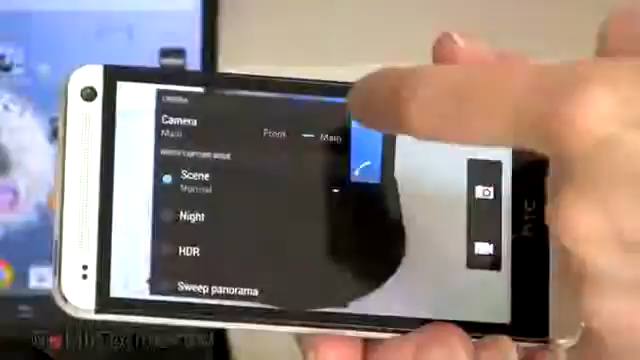 Camera
Main
Front
Main
Scene
Normal
Night
HDR
Sweep panorama
hTC